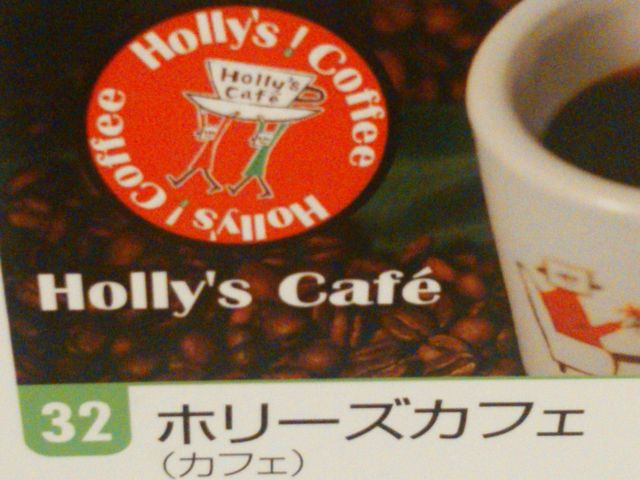 Holly's! Coffee
Holly's! Coffee
Holly's
Café
Holly's Café
32 ホリーズカフェ
(カフェ)